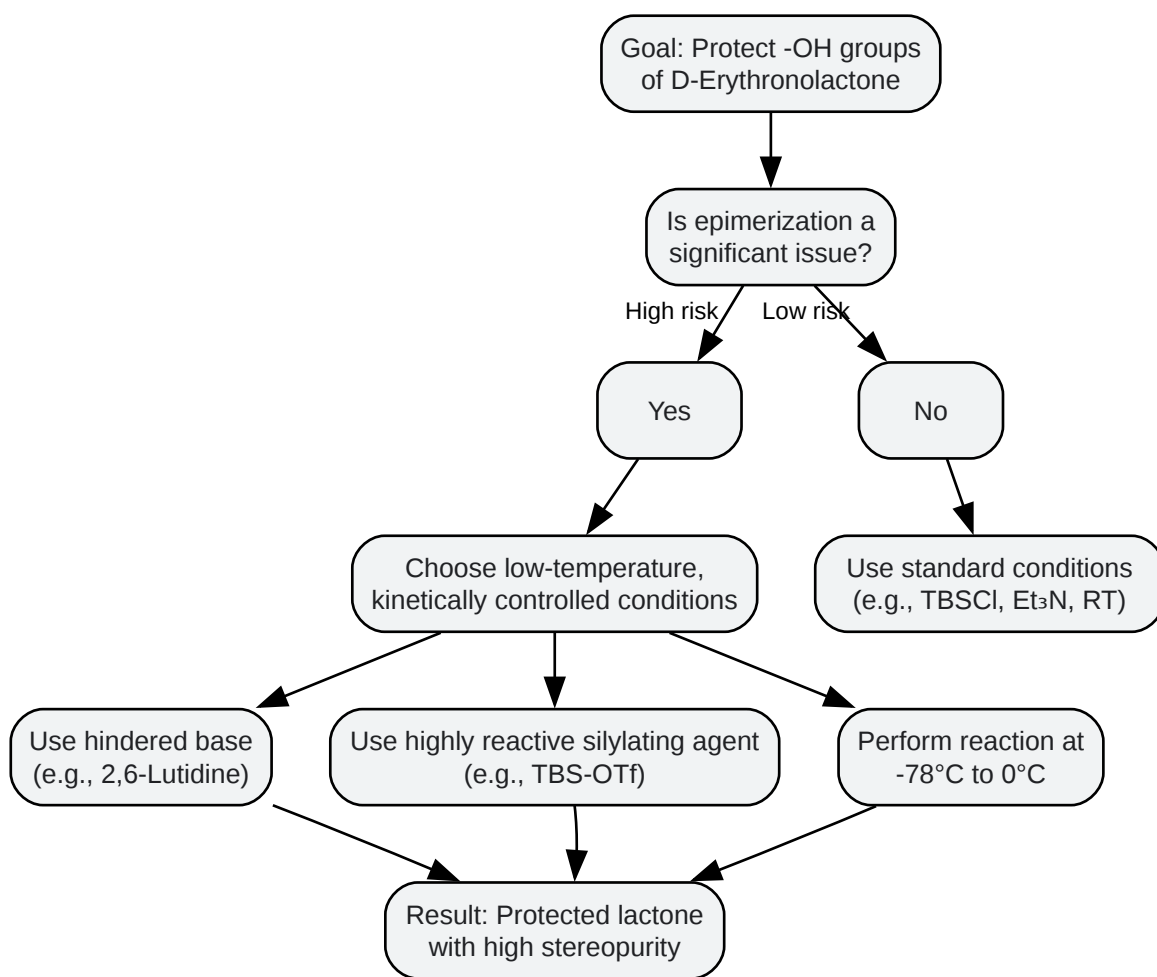 Goal: Protect -OH groups
of D-Erythronolactone
Is epimerization a
significant issue?
High risk
Low risk
Yes
No
Choose low-temperature,
kinetically controlled conditions
Use standard conditions
(e.g., TBSCl, Et₃N, RT)
Use hindered base
(e.g., 2,6-Lutidine)
Use highly reactive silylating agent
(e.g., TBS-OTf)
Perform reaction at
-78°C to 0°C
Result: Protected lactone
with high stereopurity